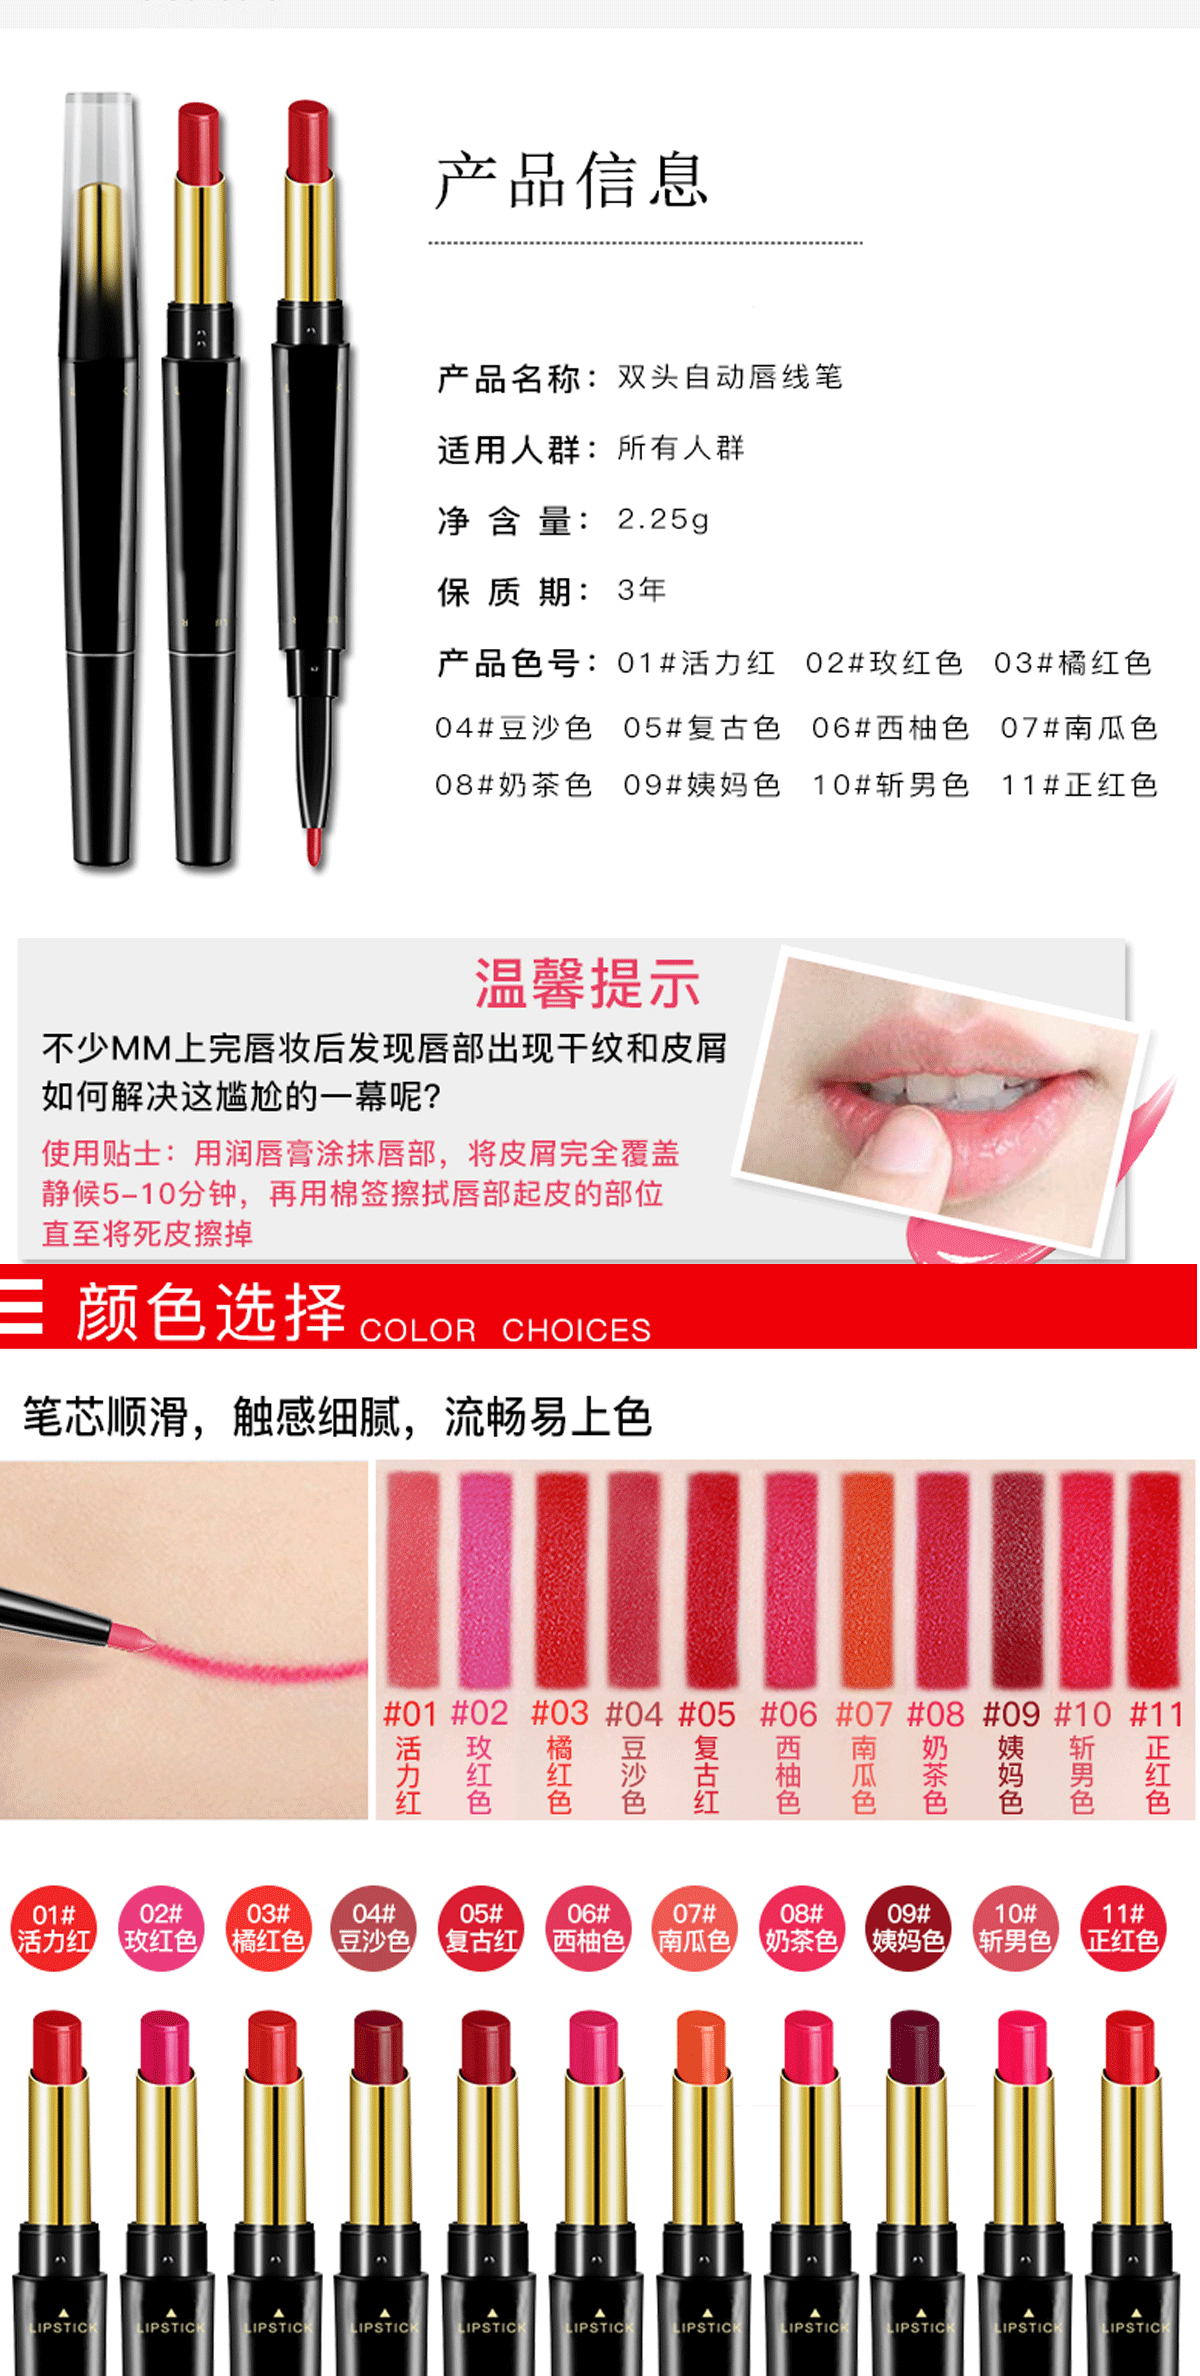 产品信息
产品名称：双头自动唇线笔
适用人群：所有人群
净 含 量：2.25g
保 质 期：3年
产品色号：01#活力红 02#玫红色 03#橘红色
04#豆沙色 05#复古色 06#西柚色 07#南瓜色
08#奶茶色 09#姨妈色 10#斩男色 11#正红色
温馨提示
不少MM上完唇妆后发现唇部出现干纹和皮屑
如何解决这尴尬的一幕呢?
使用贴士：用润唇膏涂抹唇部，将皮屑完全覆盖
静候5-10分钟，再用棉签擦拭唇部起皮的部位
直至将死皮擦掉
颜色选择 COLOR CHOICES
笔芯顺滑，触感细腻，流畅易上色
#01 #02 #03 #04 #05 #06 #07 #08 #09 #10 #11
活力红 玫红色 橘红色 豆沙色 复古红 西柚色 南瓜色 奶茶色 姨妈色 斩男色 正红色
01# 02# 03# 04# 05# 06# 07# 08# 09# 10# 11#
活力红 玫红色 橘红色 豆沙色 复古红 西柚色 南瓜色 奶茶色 姨妈色 斩男色 正红色
LIPSTICK LIPSTICK LIPSTICK LIPSTICK LIPSTICK LIPSTICK LIPSTICK LIPSTICK LIPSTICK LIPSTICK LIPSTICK